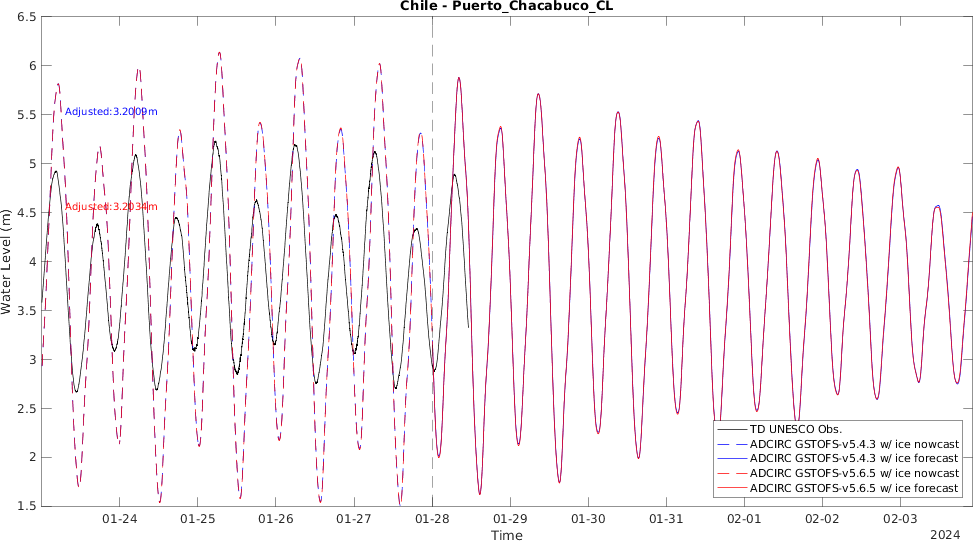 Chile - Puerto_Chacabuco_CL
6.5
6
5.5
5
4.5
4
3.5
3
2.5
2
1.5
Water Level (m)
Adjusted:3.2009m
Adjusted:3.2034m
TD UNESCO Obs.
ADCIRC GSTOFS-v5.4.3 w/ ice nowcast
ADCIRC GSTOFS-v5.4.3 w/ ice forecast
ADCIRC GSTOFS-v5.6.5 w/ ice nowcast
ADCIRC GSTOFS-v5.6.5 w/ ice forecast
01-24 01-25 01-26 01-27 01-28 01-29 01-30 01-31 02-01 02-02 02-03
Time
2024